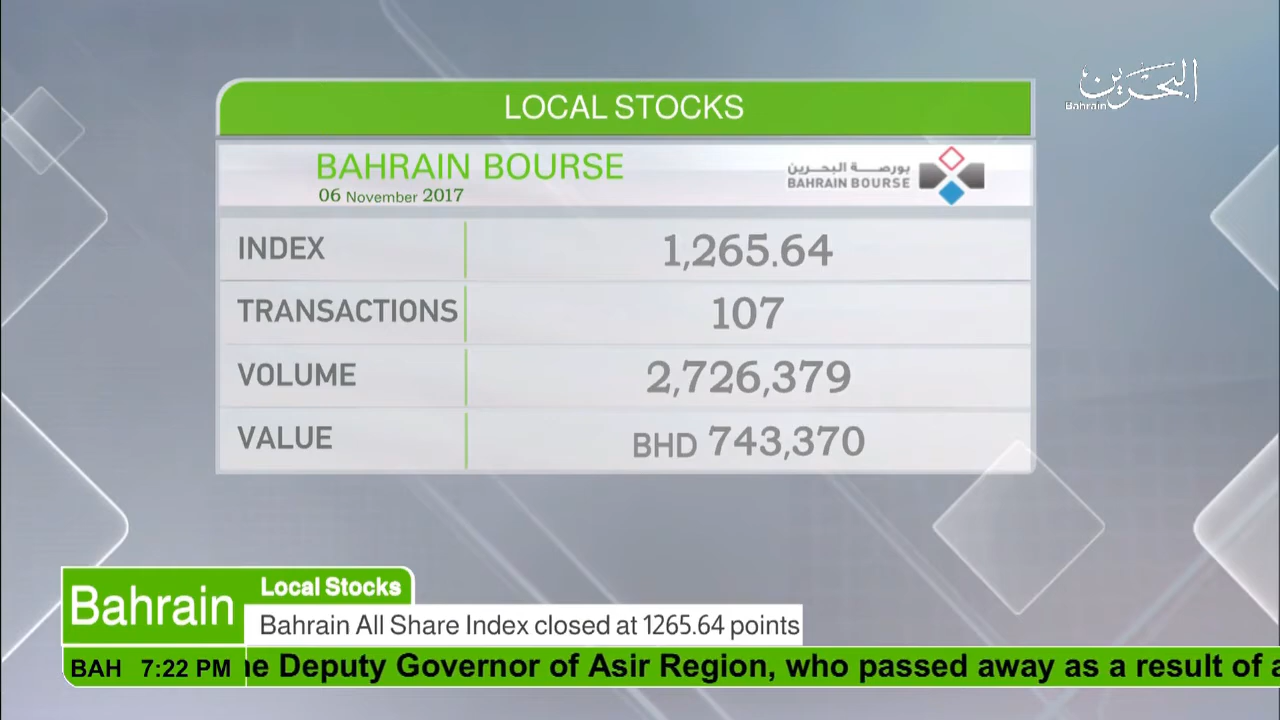 LOCAL STOCKS
البحرين
Bahrain
BAHRAIN BOURSE
06 November 2017
بورصة البحرين
BAHRAIN BOURSE
INDEX 1,265.64
TRANSACTIONS 107
VOLUME 2,726,379
VALUE BHD 743,370
Bahrain
Local Stocks
Bahrain All Share Index closed at 1265.64 points
BAH 7:22 PM
Deputy Governor of Asir Region, who passed away as a result of